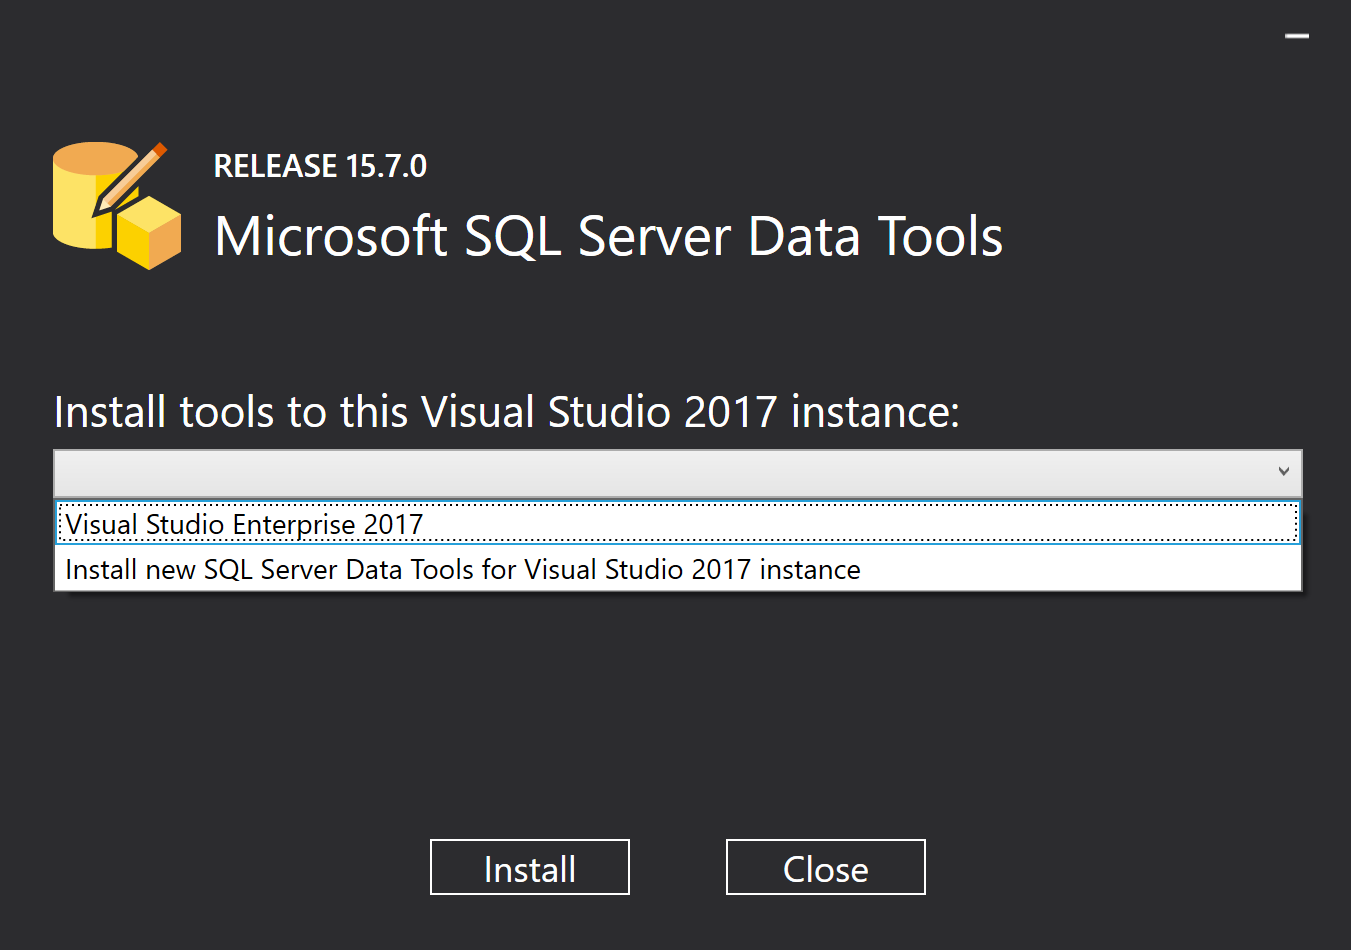 RELEASE 15.7.0
Microsoft SQL Server Data Tools
Install tools to this Visual Studio 2017 instance:
Visual Studio Enterprise 2017
Install new SQL Server Data Tools for Visual Studio 2017 instance
Install
Close